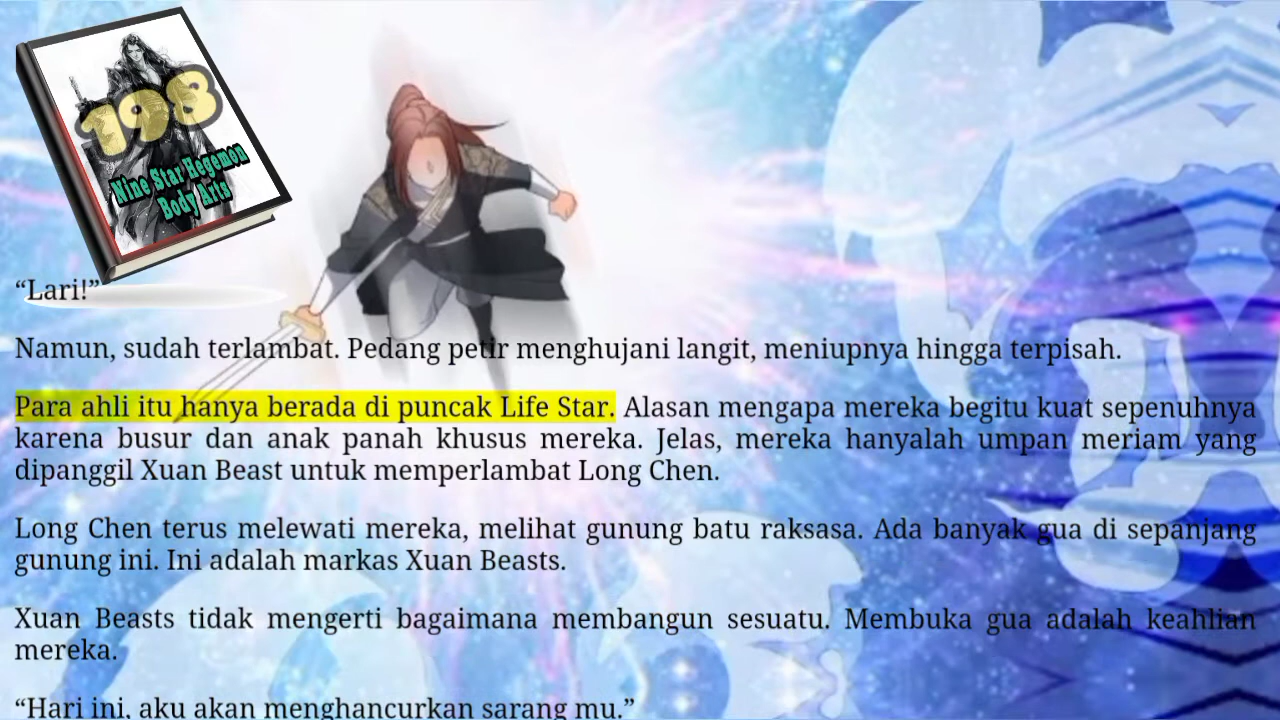 198
Nine Star Hegemon
Body Arts
“Lari!”
Namun, sudah terlambat. Pedang petir menghujani langit, meniupnya hingga terpisah.
Para ahli itu hanya berada di puncak Life Star. Alasan mengapa mereka begitu kuat sepenuhnya
karena busur dan anak panah khusus mereka. Jelas, mereka hanyalah umpan meriam yang
dipanggil Xuan Beast untuk memperlambat Long Chen.
Long Chen terus melewati mereka, melihat gunung batu raksasa. Ada banyak gua di sepanjang
gunung ini. Ini adalah markas Xuan Beasts.
Xuan Beasts tidak mengerti bagaimana membangun sesuatu. Membuka gua adalah keahlian
mereka.
“Hari ini, aku akan menghancurkan sarang mu.”